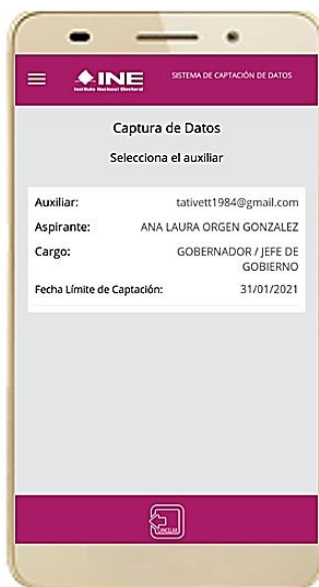 INE
Instituto Nacional Electoral
SISTEMA DE CAPTACIÓN DE DATOS
Captura de Datos
Selecciona el auxiliar
Auxiliar: tativett1984@gmail.com
Aspirante: ANA LAURA ORGEN GONZALEZ
Cargo: GOBERNADOR / JEFE DE
GOBIERNO
Fecha Límite de Captación: 31/01/2021
CANCELAR